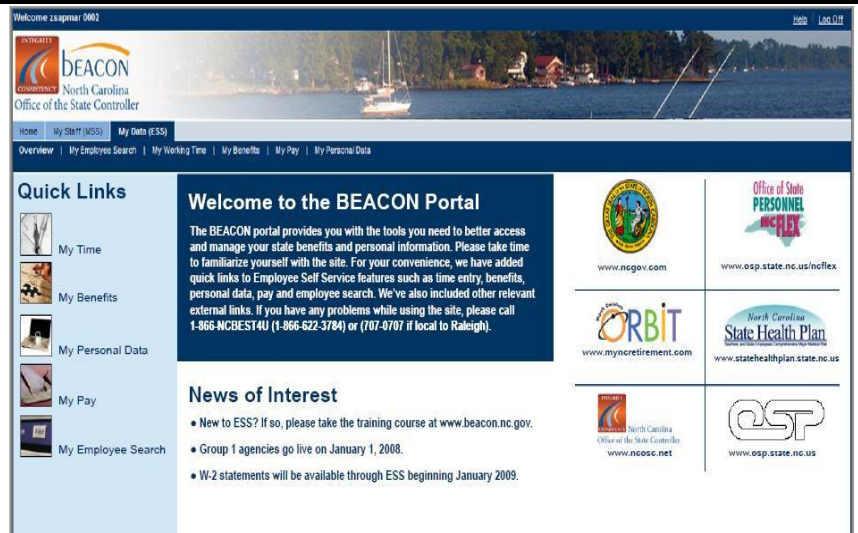 Welcome zsapmar 0002
Help | Log Off
INTEGRITY
CONSISTENCY
BEACON
North Carolina
Office of the State Controller
Home My Staff (MSS) My Data (ESS)
Overview | My Employee Search | My Working Time | My Benefits | My Pay | My Personal Data
Quick Links
My Time
My Benefits
My Personal Data
My Pay
My Employee Search
Welcome to the BEACON Portal
The BEACON portal provides you with the tools you need to better access
and manage your state benefits and personal information. Please take time
to familiarize yourself with the site. For your convenience, we have added
quick links to Employee Self Service features such as time entry, benefits,
personal data, pay and employee search. We've also included other relevant
external links. If you have any problems while using the site, please call
1-866-NCBEST4U (1-866-622-3784) or (707-0707 if local to Raleigh).
News of Interest
• New to ESS? If so, please take the training course at www.beacon.nc.gov.
• Group 1 agencies go live on January 1, 2008.
• W-2 statements will be available through ESS beginning January 2009.
www.ncgov.com
Office of State
PERSONNEL
NCFLEX
www.osp.state.nc.us/ncflex
ORBIT
www.myncretirement.com
North Carolina
State Health Plan
www.statehealthplan.state.nc.us
INTEGRITY
CONSISTENCY
North Carolina
Office of the State Controller
www.ncosc.net
OSP
www.osp.state.nc.us